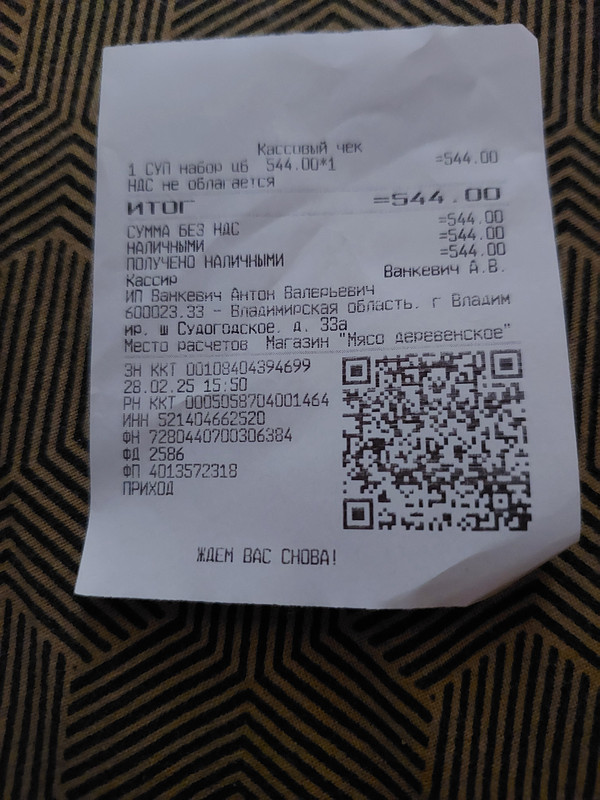 Кассовый чек
1 СУП набор цб 544.00*1 =544.00
НДС не облагается
ИТОГ =544.00
СУММА БЕЗ НДС =544.00
НАЛИЧНЫМИ =544.00
ПОЛУЧЕНО НАЛИЧНЫМИ =544.00
Кассир Ванкевич А.В.
ИП Ванкевич Антон Валерьевич
600023.33 - Владимирская область. г Владим
ир. ш Судогодское. д. 33а
Место расчетов Магазин "Мясо деревенское"
ЗН ККТ 00108404394699
28.02.25 15:50
РН ККТ 0005058704001464
ИНН 521404662520
ФН 7280440700306384
ФД 2586
ФП 4013572318
ПРИХОД
ЖДЕМ ВАС СНОВА!